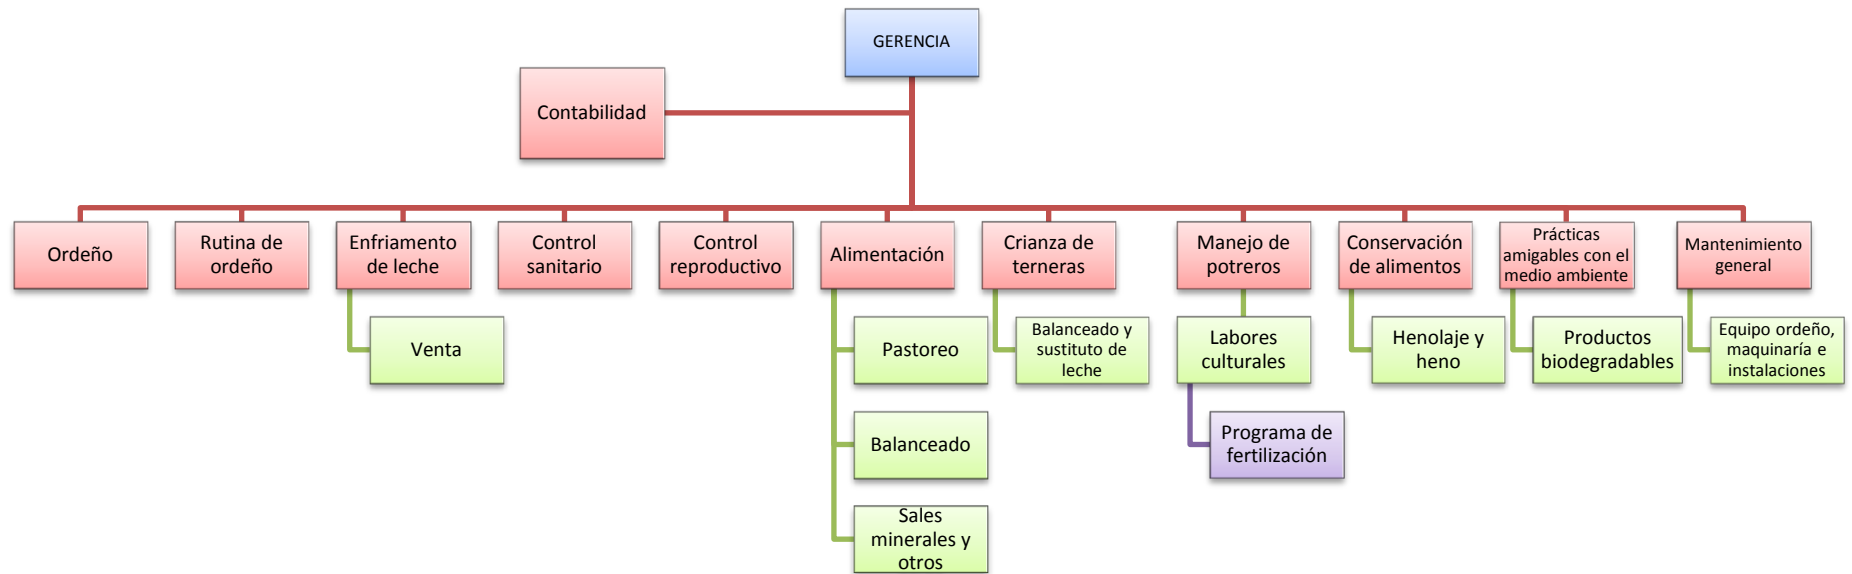 GERENCIA
Contabilidad
Ordeño
Rutina de
ordeño
Enfriamento
de leche
Control
sanitario
Control
reproductivo
Alimentación
Crianza de
terneras
Manejo de
potreros
Conservación
de alimentos
Prácticas
amigables con el
medio ambiente
Mantenimiento
general
Venta
Pastoreo
Balanceado y
sustituto de
leche
Labores
culturales
Henolaje y
heno
Productos
biodegradables
Equipo ordeño,
maquinaría e
instalaciones
Balanceado
Programa de
fertilización
Sales
minerales y
otros